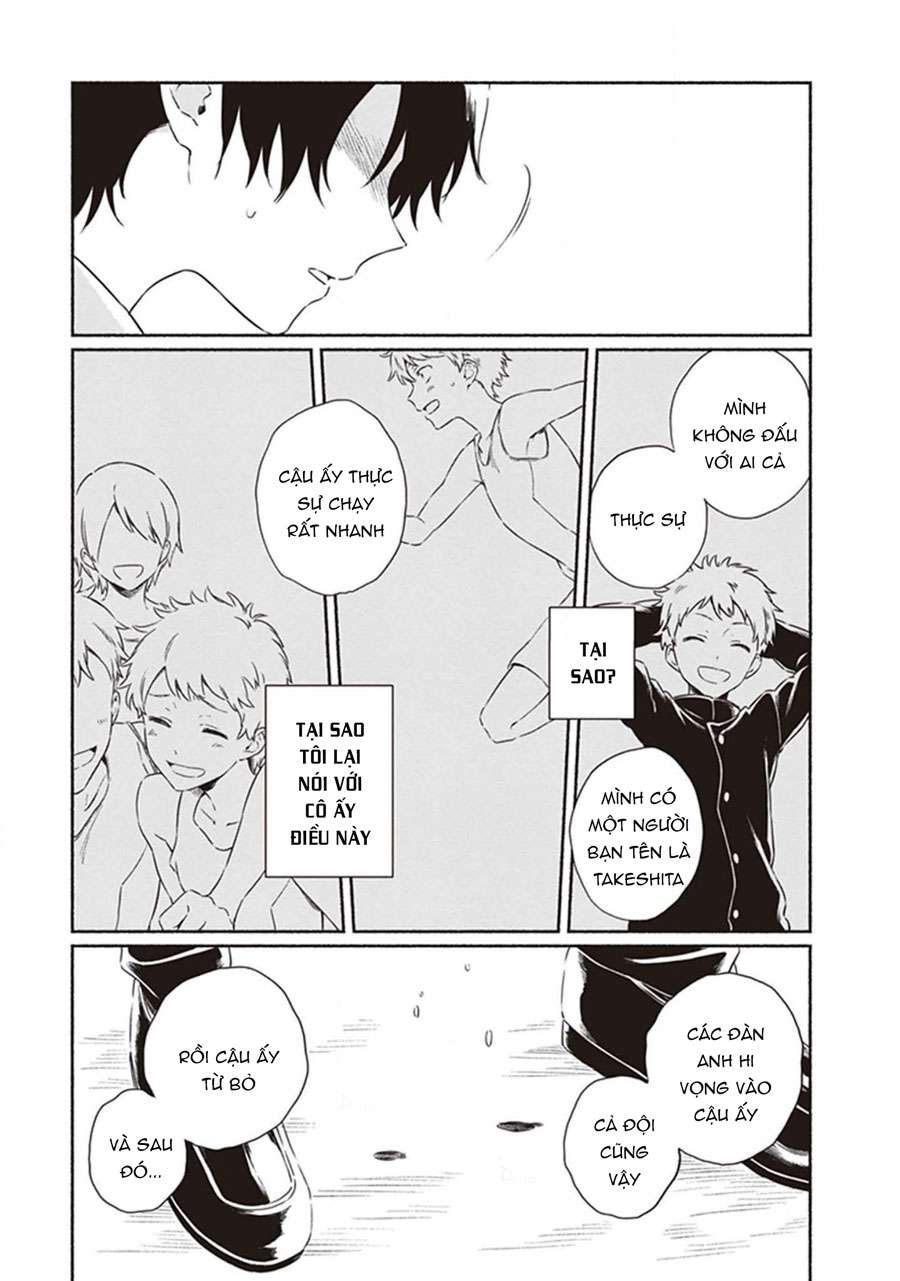 MÌNH
KHÔNG ĐẤU
VỚI AI CẢ
THỰC SỰ
TẠI
SAO?
MÌNH CÓ
MỘT NGƯỜI
BẠN TÊN LÀ
TAKESHITA
CẬU ẤY THỰC
SỰ CHẠY
RẤT NHANH
TẠI SAO
TÔI LẠI
NÓI VỚI
CÔ ẤY
ĐIỀU NÀY
CÁC ĐÀN
ANH HI
VỌNG VÀO
CẬU ẤY
CẢ ĐỘI
CŨNG
VẬY
RỒI CẬU ẤY
TỪ BỎ
VÀ SAU
ĐÓ...